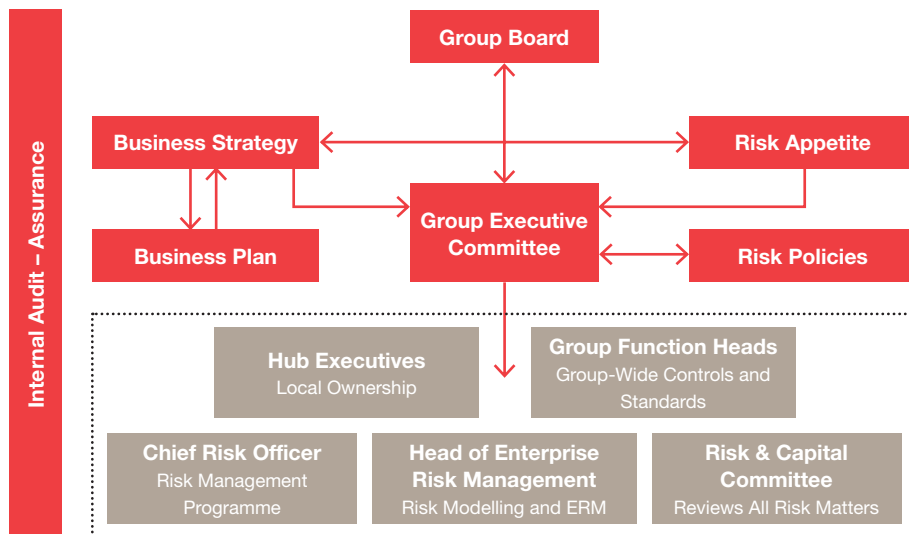 Internal Audit – Assurance
Group Board
Business Strategy
Risk Appetite
Group Executive
Committee
Business Plan
Risk Policies
Hub Executives
Local Ownership
Group Function Heads
Group-Wide Controls and
Standards
Chief Risk Officer
Risk Management
Programme
Head of Enterprise
Risk Management
Risk Modelling and ERM
Risk & Capital
Committee
Reviews All Risk Matters